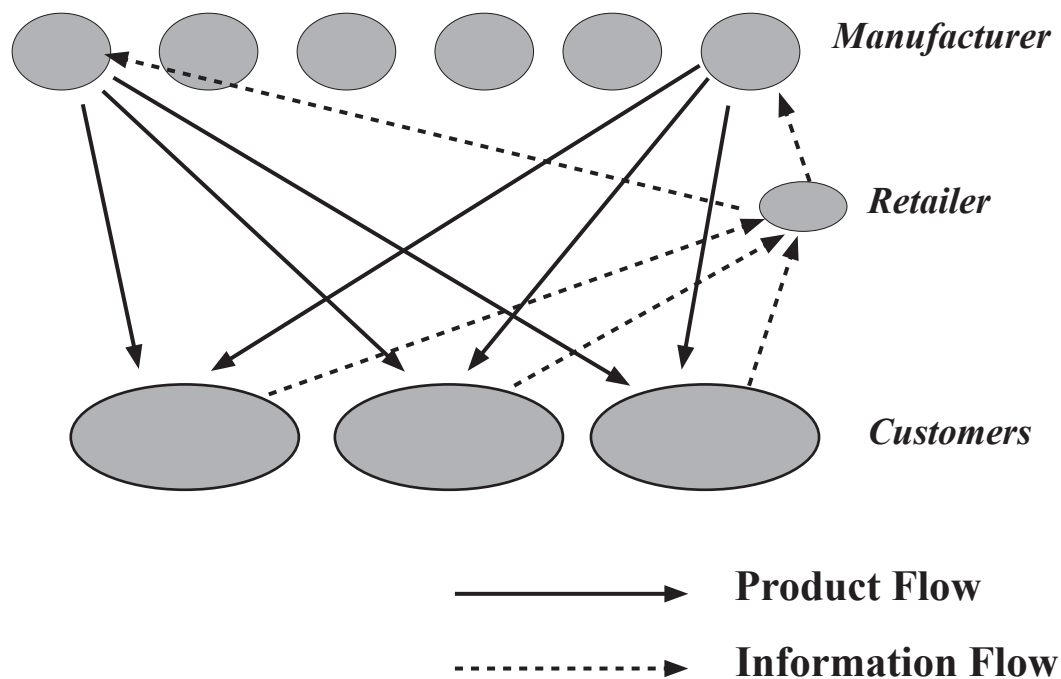 Manufacturer
Retailer
Customers
Product Flow
Information Flow